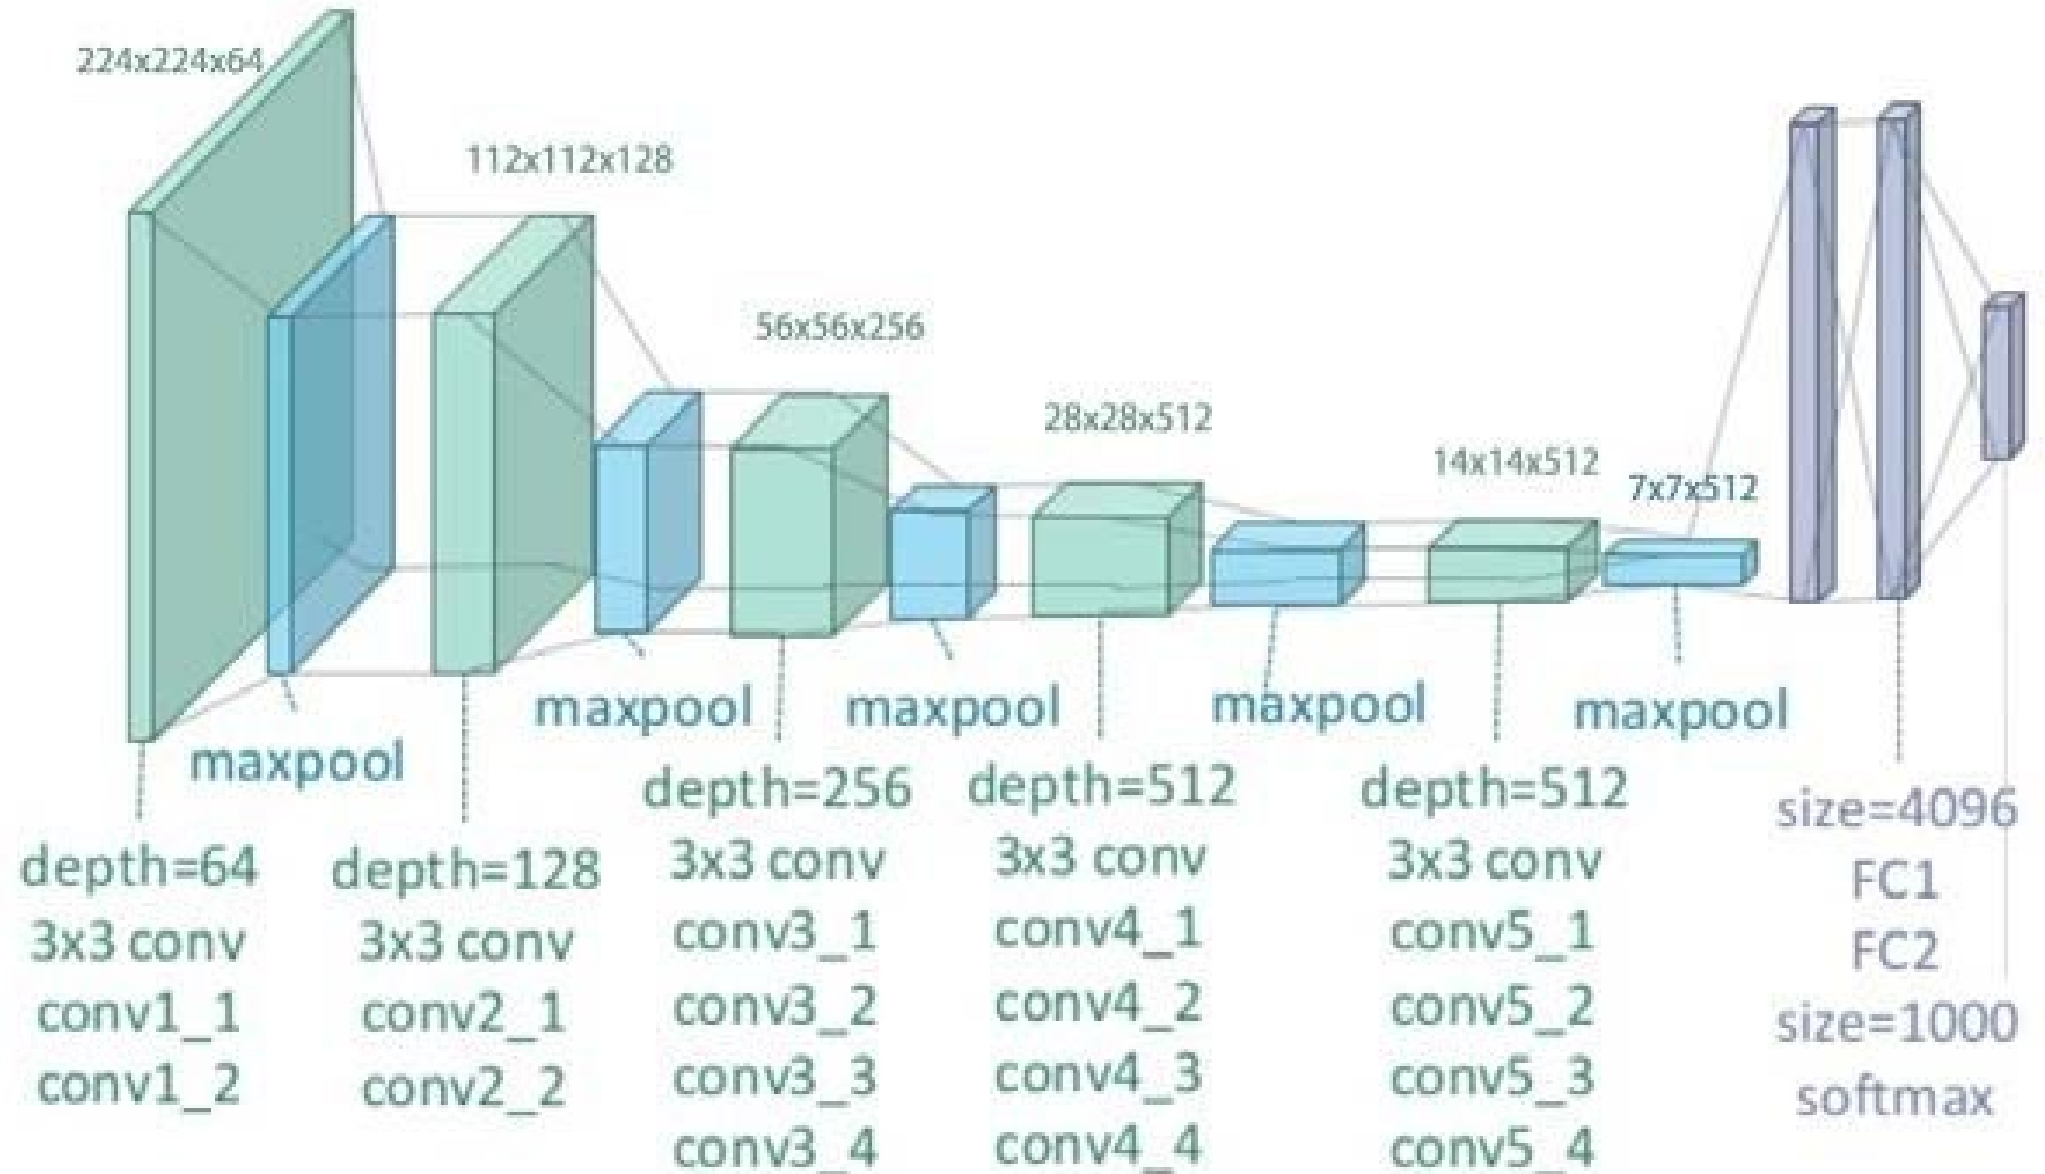 224x224x64
112x112x128
56x56x256
28x28x512
14x14x512
7x7x512
maxpool
maxpool
maxpool
maxpool
maxpool
depth=64
3x3 conv
conv1_1
conv1_2
depth=128
3x3 conv
conv2_1
conv2_2
depth=256
3x3 conv
conv3_1
conv3_2
conv3_3
conv3_4
depth=512
3x3 conv
conv4_1
conv4_2
conv4_3
conv4_4
depth=512
3x3 conv
conv5_1
conv5_2
conv5_3
conv5_4
size=4096
FC1
FC2
size=1000
softmax